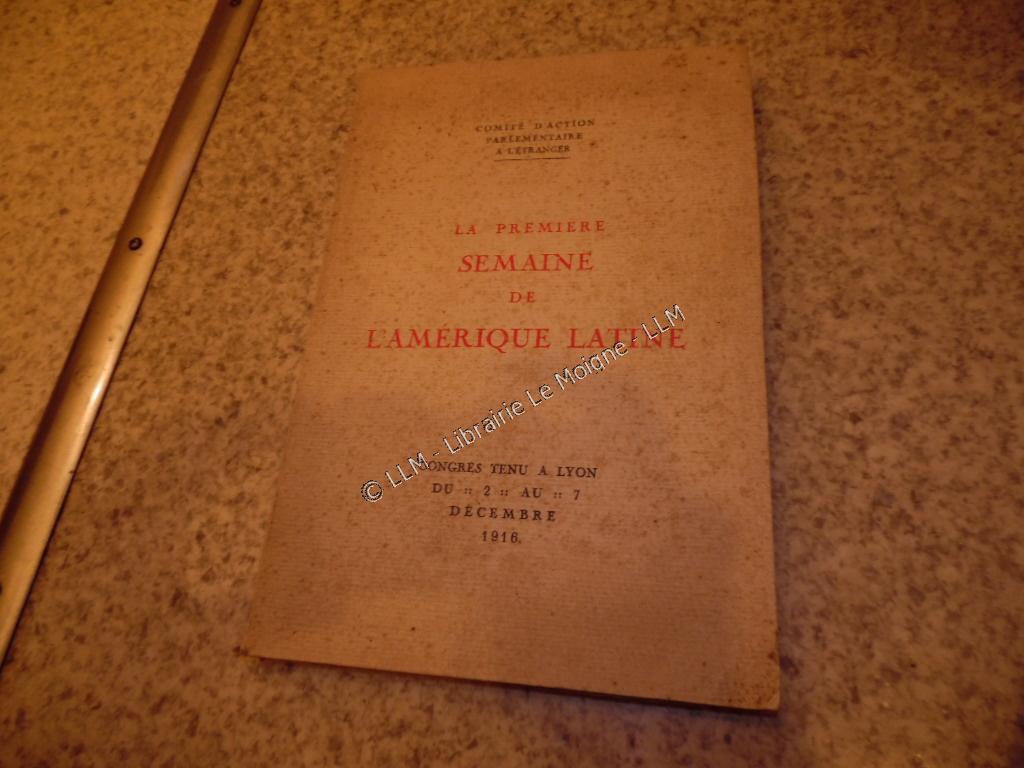 COMITÉ D'ACTION
PARLEMENTAIRE
A L'ÉTRANGER
LA PREMIÈRE
SEMAINE
DE
L'AMÉRIQUE LATINE
© LLM - Librairie Le Moigne - LLM
CONGRÈS TENU A LYON
DU :: 2 :: AU :: 7
DÉCEMBRE
1916